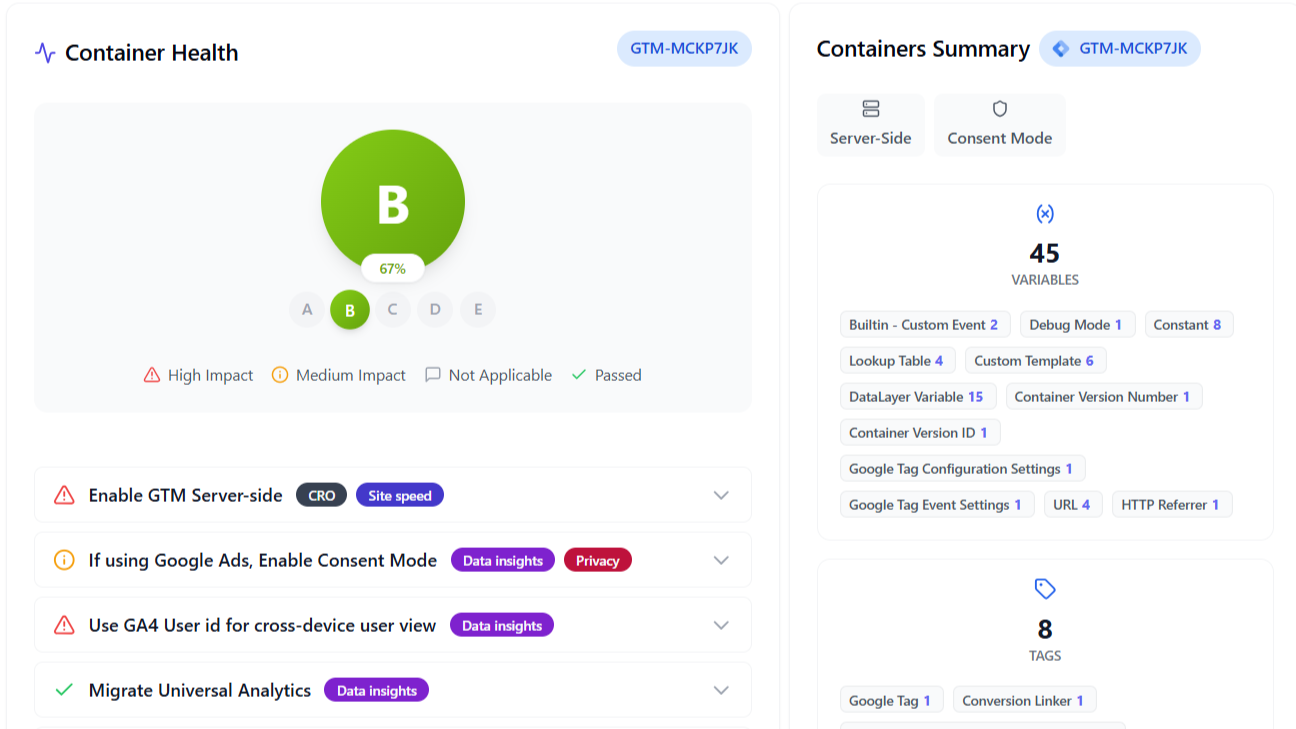 Container Health
GTM-MCKP7JK
B
67%
A B C D E
High Impact Medium Impact Not Applicable Passed
Enable GTM Server-side CRO Site speed
If using Google Ads, Enable Consent Mode Data insights Privacy
Use GA4 User id for cross-device user view Data insights
Migrate Universal Analytics Data insights
Containers Summary GTM-MCKP7JK
Server-Side Consent Mode
45
VARIABLES
Builtin - Custom Event 2 Debug Mode 1 Constant 8
Lookup Table 4 Custom Template 6
DataLayer Variable 15 Container Version Number 1
Container Version ID 1
Google Tag Configuration Settings 1
Google Tag Event Settings 1 URL 4 HTTP Referrer 1
8
TAGS
Google Tag 1 Conversion Linker 1